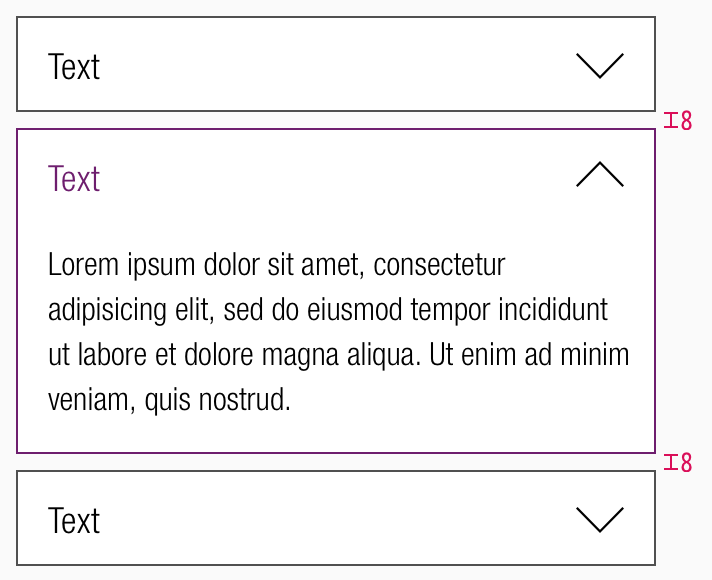 Text
8
Text
Lorem ipsum dolor sit amet, consectetur
adipisicing elit, sed do eiusmod tempor incididunt
ut labore et dolore magna aliqua. Ut enim ad minim
veniam, quis nostrud.
8
Text